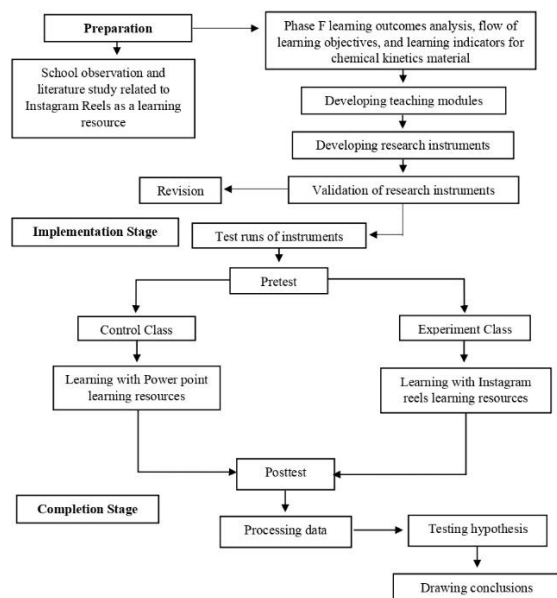 Preparation
Phase F learning outcomes analysis, flow of
learning objectives, and learning indicators for
chemical kinetics material
School observation and
literature study related to
Instagram Reels as a learning
resource
Developing teaching modules
Developing research instruments
Revision
Validation of research instruments
Implementation Stage
Test runs of instruments
Pretest
Control Class
Experiment Class
Learning with Power point
learning resources
Learning with Instagram
reels learning resources
Posttest
Completion Stage
Processing data
Testing hypothesis
Drawing conclusions